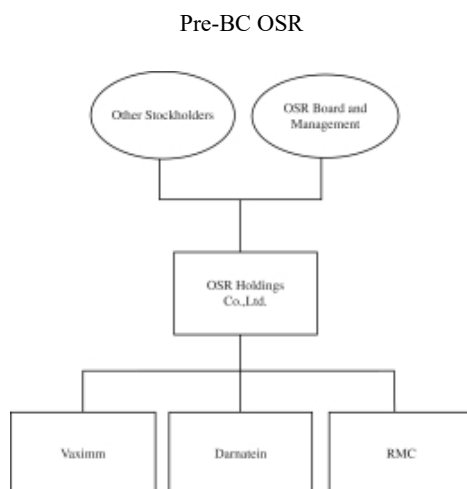 Pre-BC OSR
Other Stockholders
OSR Board and
Management
OSR Holdings
Co.,Ltd.
Vaximm
Darnatein
RMC